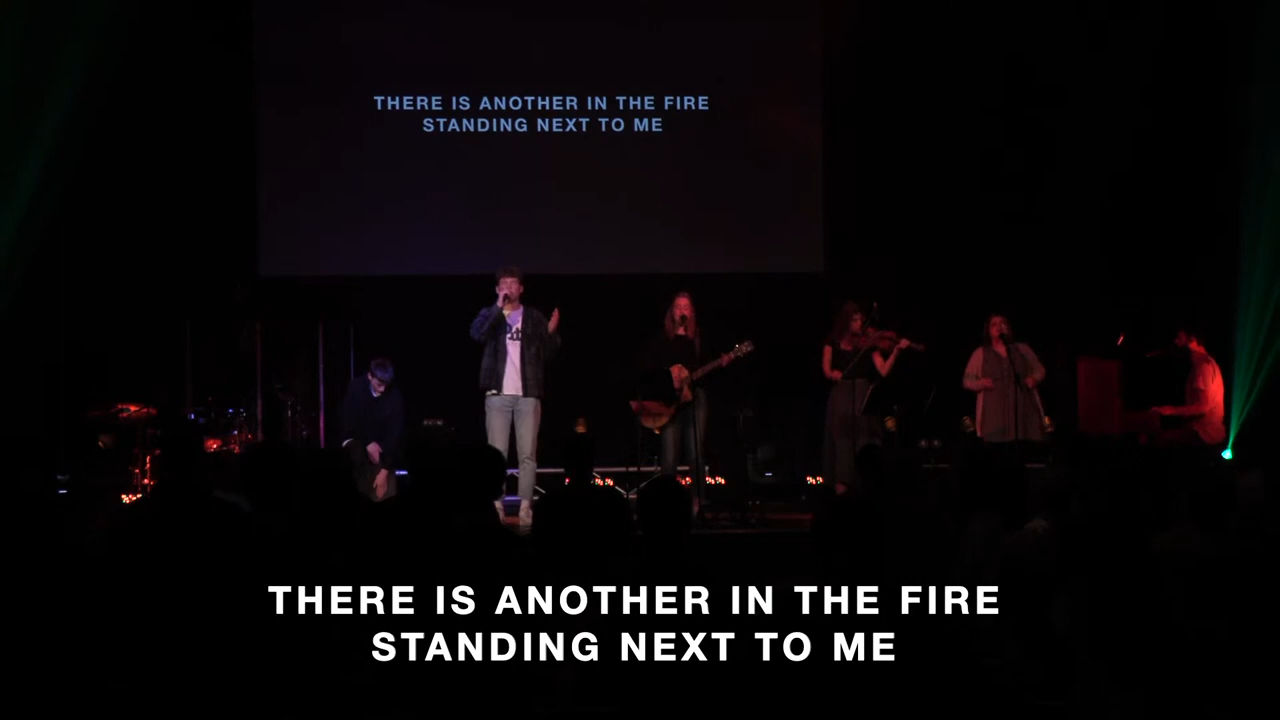 THERE IS ANOTHER IN THE FIRE
STANDING NEXT TO ME
THERE IS ANOTHER IN THE FIRE
STANDING NEXT TO ME